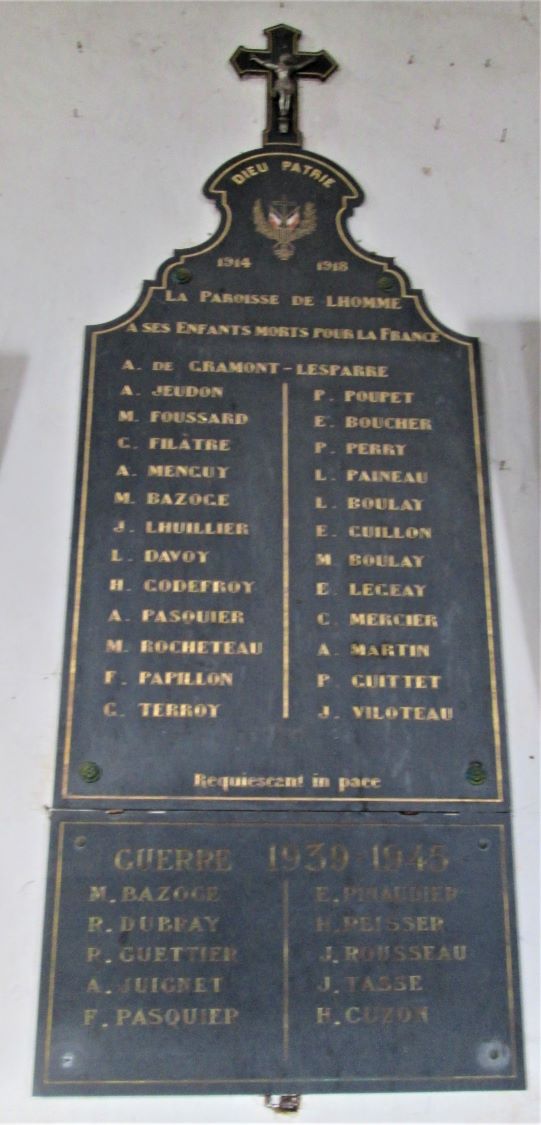 DIEU PATRIE
1914 1918
LA PAROISSE DE LHOMME
A SES ENFANTS MORTS POUR LA FRANCE
A. DE GRAMONT-LESPARRE
A. JEUDON
M. FOUSSARD
C. FILÂTRE
A. MENGUY
M. BAZOGE
J. LHUILLIER
L. DAVOY
H. GODEFROY
A. PASQUIER
M. ROCHETEAU
F. PAPILLON
G. TERROY
P. POUPET
E. BOUCHER
P. PERRY
L. PAINEAU
L. BOULAY
E. GUILLON
M. BOULAY
E. LEGEAY
C. MERCIER
A. MARTIN
P. GUITTET
J. VILOTEAU
Requiescant in pace
GUERRE 1939-1945
M. BAZOGE
R. DUBRAY
R. GUETTIER
A. JUIGNET
F. PASQUIER
E. PINAUDIER
H. REISSER
J. ROUSSEAU
J. TASSE
H. CUZON